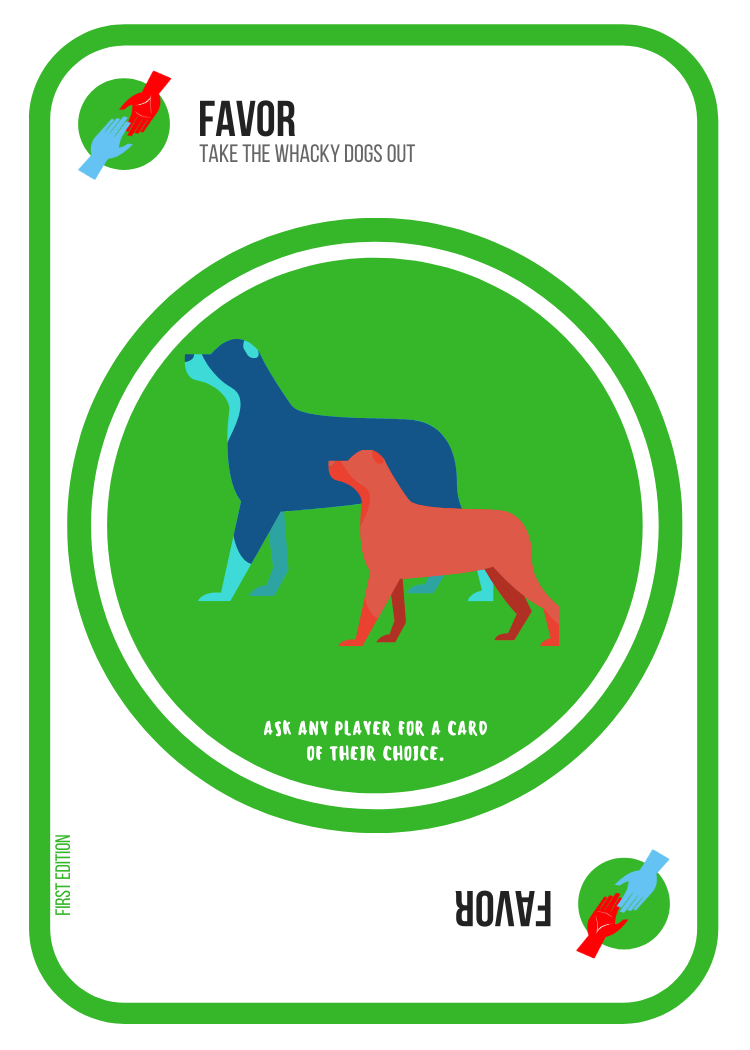 FAVOR
TAKE THE WHACKY DOGS OUT
ASK ANY PLAYER FOR A CARD
OF THEIR CHOICE.
FIRST EDITION
FAVOR